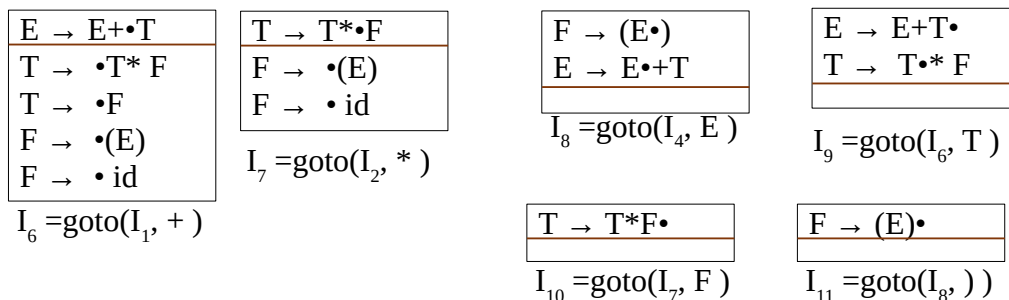 E → E+•T
T → •T* F
T → •F
F → •(E)
F → • id
I6 =goto(I1, + )
T → T*•F
F → •(E)
F → • id
I7 =goto(I2, * )
F → (E•)
E → E•+T
I8 =goto(I4, E )
E → E+T•
T → T•* F
I9 =goto(I6, T )
T → T*F•
I10 =goto(I7, F )
F → (E)•
I11 =goto(I8, ) )